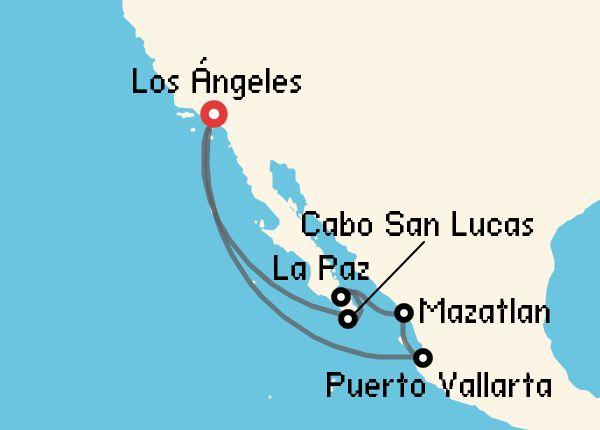 Los Ángeles
Cabo San Lucas
La Paz
Mazatlan
Puerto Vallarta